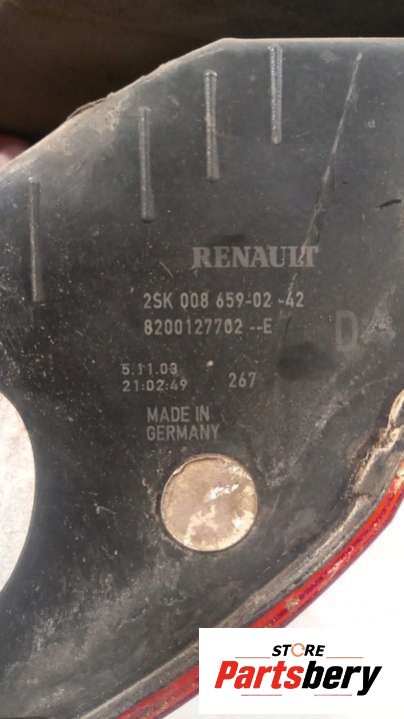 RENAULT
2SK 008 659-02 -42
8200127702 --E
DA
5.11.03
21:02:49 267
MADE IN
GERMANY
STORE
Partsbery